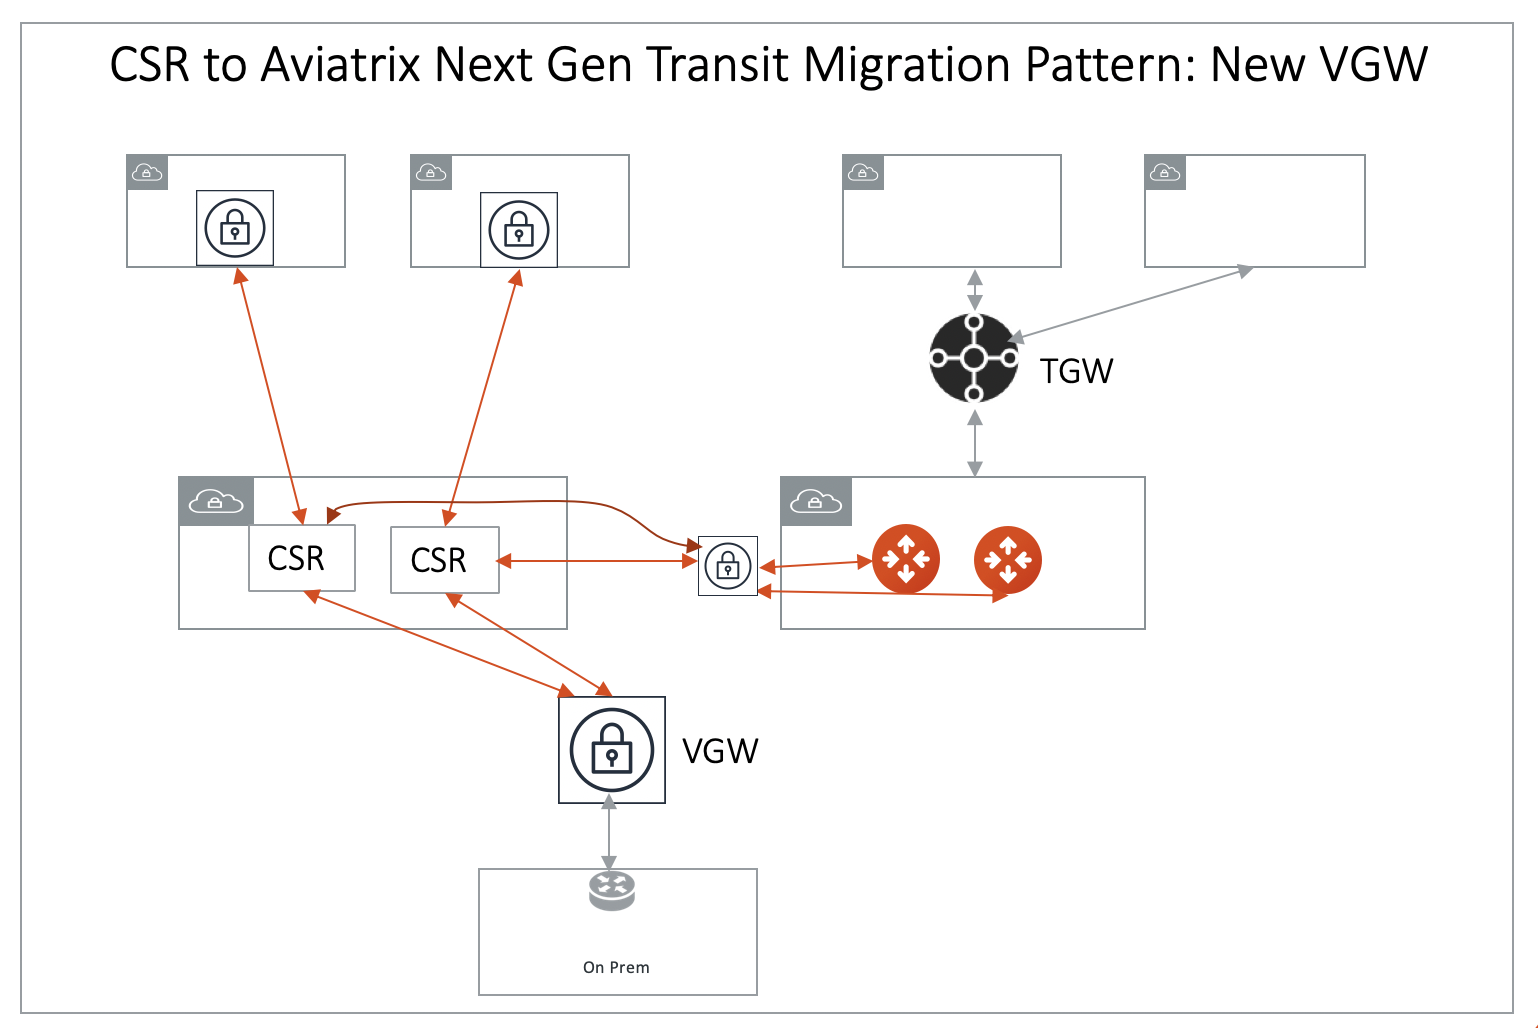 CSR to Aviatrix Next Gen Transit Migration Pattern: New VGW
TGW
CSR
CSR
VGW
On Prem